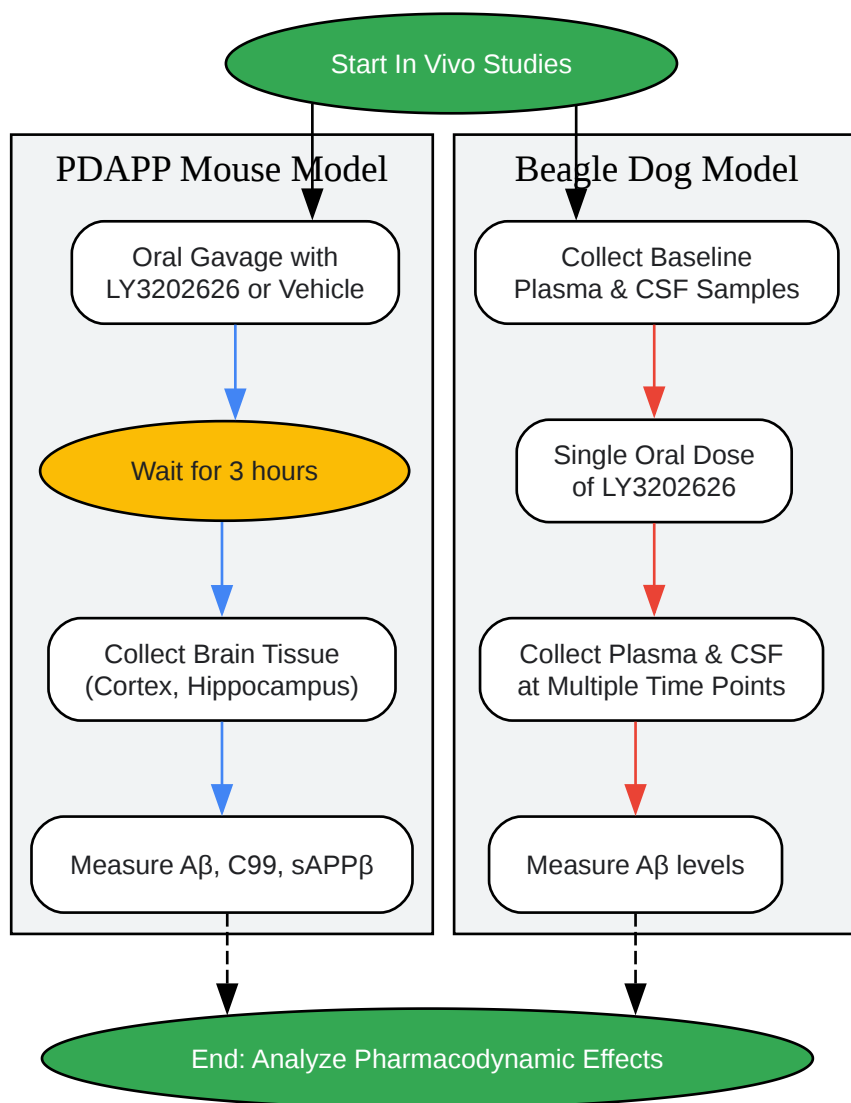 Start In Vivo Studies
PDAPP Mouse Model
Oral Gavage with
LY3202626 or Vehicle
Wait for 3 hours
Collect Brain Tissue
(Cortex, Hippocampus)
Measure Aβ, C99, sAPPβ
Beagle Dog Model
Collect Baseline
Plasma & CSF Samples
Single Oral Dose
of LY3202626
Collect Plasma & CSF
at Multiple Time Points
Measure Aβ levels
End: Analyze Pharmacodynamic Effects